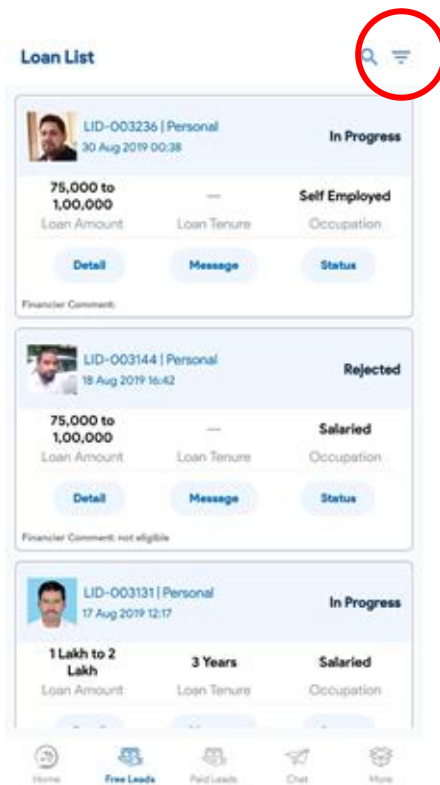 Loan List
LID-003236 | Personal
30 Aug 2019 00:38
In Progress
75,000 to
1,00,000
—
Self Employed
Loan Amount
Loan Tenure
Occupation
Detail
Message
Status
Financier Comment:
LID-003144 | Personal
18 Aug 2019 16:42
Rejected
75,000 to
1,00,000
—
Salaried
Loan Amount
Loan Tenure
Occupation
Detail
Message
Status
Financier Comment: not eligible
LID-003131 | Personal
17 Aug 2019 12:17
In Progress
1 Lakh to 2
Lakh
3 Years
Salaried
Loan Amount
Loan Tenure
Occupation
Home
Free Leads
Paid Leads
Chat
More